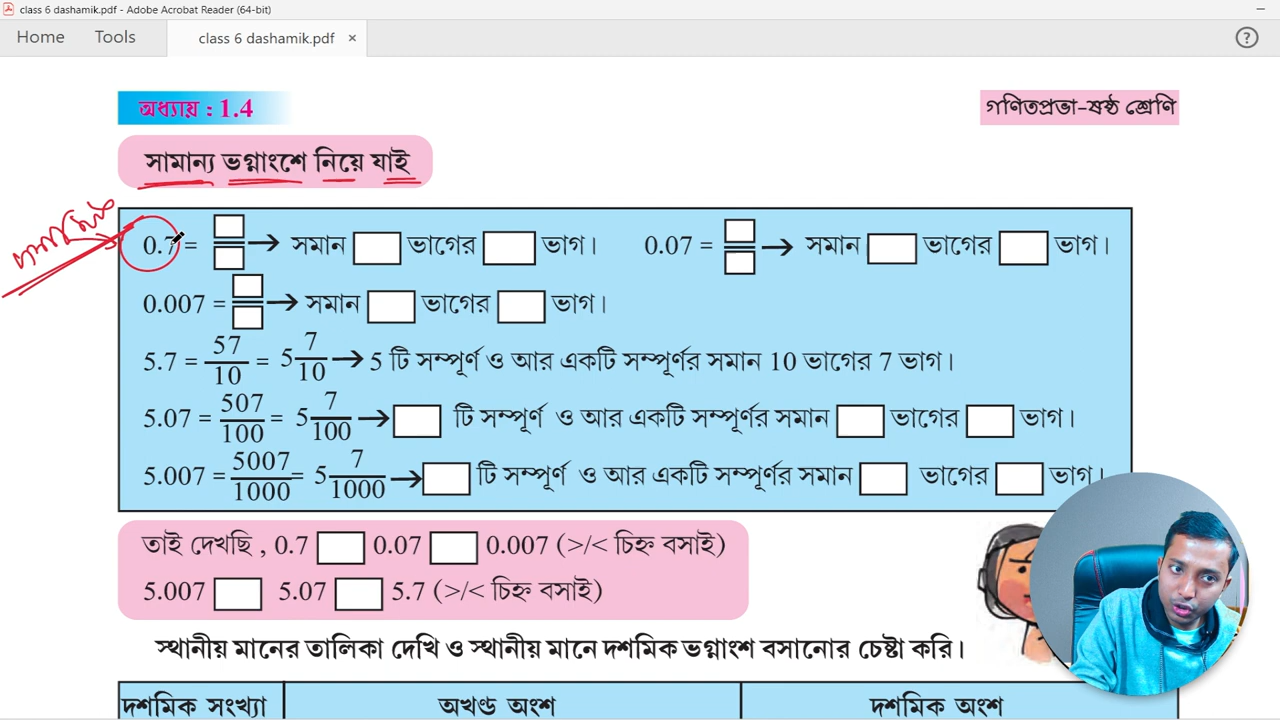 class 6 dashamik.pdf - Adobe Acrobat Reader (64-bit)
Home Tools class 6 dashamik.pdf × ?
অধ্যায় : 1.4 গণিতপ্রভা-ষষ্ঠ শ্রেণি
সামান্য ভগ্নাংশে নিয়ে যাই
দশমিক
0.7 = □/□ → সমান □ ভাগের □ ভাগ। 0.07 = □/□ → সমান □ ভাগের □ ভাগ।
0.007 = □/□ → সমান □ ভাগের □ ভাগ।
5.7 = 57/10 = 5 7/10 → 5 টি সম্পূর্ণ ও আর একটি সম্পূর্ণর সমান 10 ভাগের 7 ভাগ।
5.07 = 507/100 = 5 7/100 → □ টি সম্পূর্ণ ও আর একটি সম্পূর্ণর সমান □ ভাগের □ ভাগ।
5.007 = 5007/1000 = 5 7/1000 → □ টি সম্পূর্ণ ও আর একটি সম্পূর্ণর সমান □ ভাগের □ ভাগ।
তাই দেখছি , 0.7 □ 0.07 □ 0.007 (>/< চিহ্ন বসাই)
5.007 □ 5.07 □ 5.7 (>/< চিহ্ন বসাই)
স্থানীয় মানের তালিকা দেখি ও স্থানীয় মানে দশমিক ভগ্নাংশ বসানোর চেষ্টা করি।
দশমিক সংখ্যা অখণ্ড অংশ দশমিক অংশ